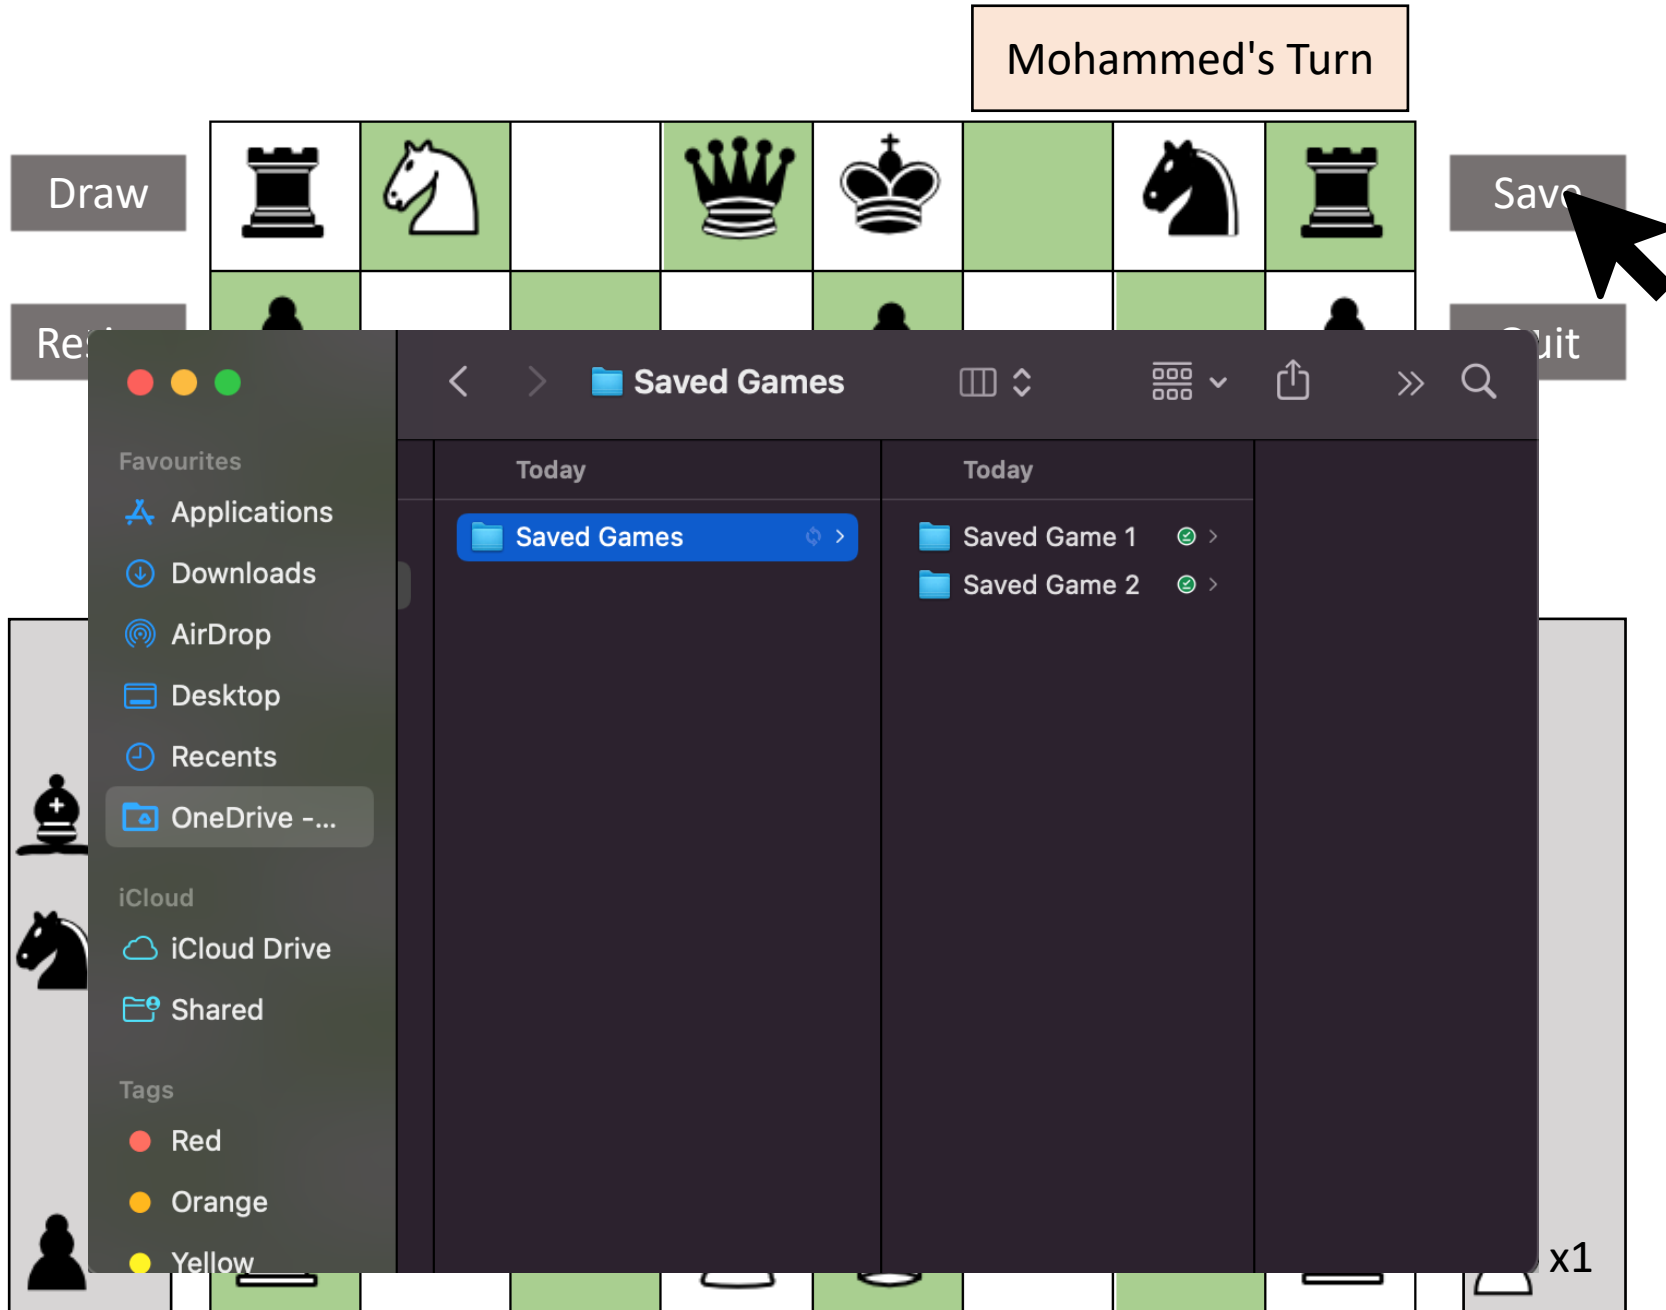 Mohammed's Turn
Draw
Save
Saved Games
Favourites
Applications
Downloads
AirDrop
Desktop
Recents
OneDrive -...
iCloud
iCloud Drive
Shared
Tags
Red
Orange
Yellow
Today
Saved Games
Today
Saved Game 1
Saved Game 2
x1